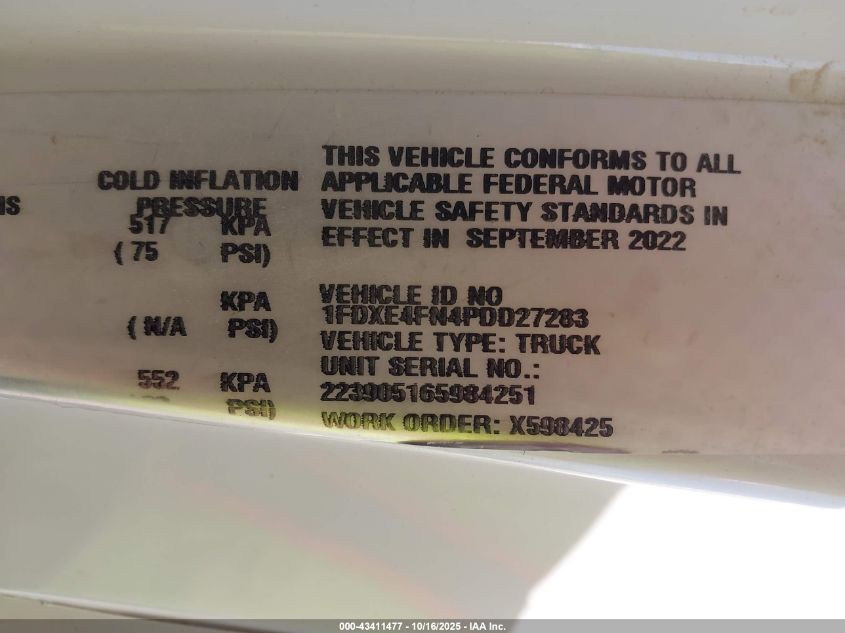 NS
COLD INFLATION
PRESSURE
517 KPA
( 75 PSI)
KPA
( N/A PSI)
552 KPA
PSI)
THIS VEHICLE CONFORMS TO ALL
APPLICABLE FEDERAL MOTOR
VEHICLE SAFETY STANDARDS IN
EFFECT IN SEPTEMBER 2022
VEHICLE ID NO
1FDXE4FN4PDD27283
VEHICLE TYPE: TRUCK
UNIT SERIAL NO.:
223905165984251
WORK ORDER: X598425
000-43411477 - 10/16/2025 - IAA Inc.